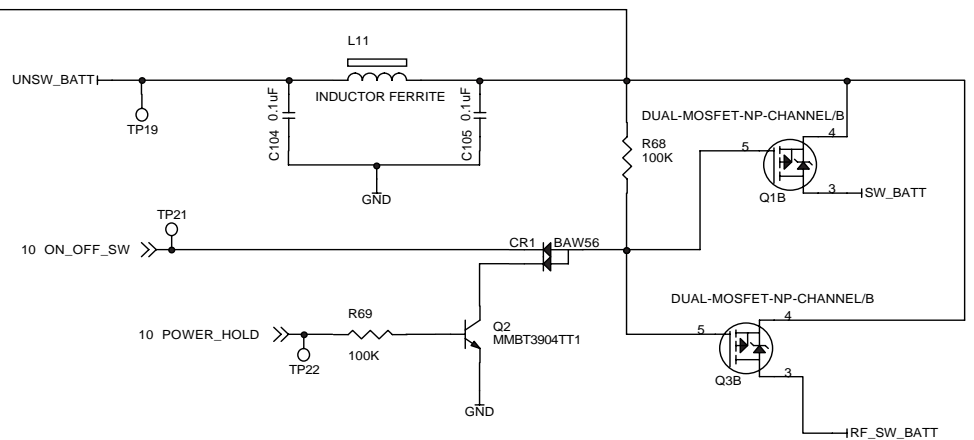 L11
UNSW_BATT
INDUCTOR FERRITE
TP19
C104 0.1uF
C105 0.1uF
GND
R68
100K
DUAL-MOSFET-NP-CHANNEL/B
4
5
3
Q1B
SW_BATT
TP21
10 ON_OFF_SW
CR1 BAW56
DUAL-MOSFET-NP-CHANNEL/B
4
5
3
Q3B
R69
10 POWER_HOLD
100K
TP22
Q2
MMBT3904TT1
GND
RF_SW_BATT